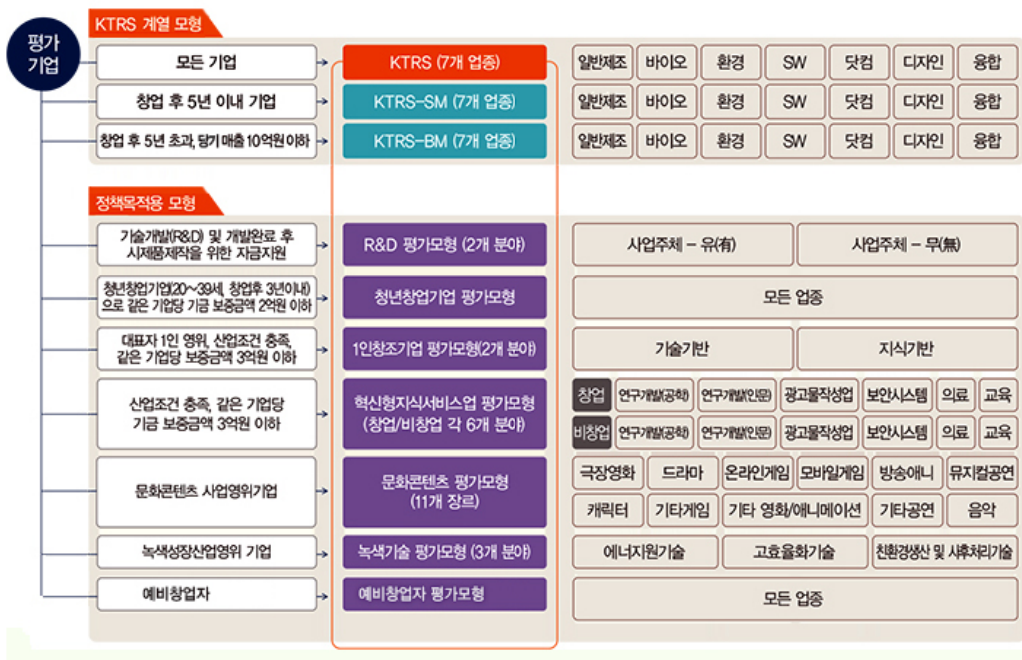 평가
기업
KTRS 계열 모형
모든 기업
KTRS (7개 업종)
일반제조 바이오 환경 SW 닷컴 디자인 융합
창업 후 5년 이내 기업
KTRS-SM (7개 업종)
일반제조 바이오 환경 SW 닷컴 디자인 융합
창업 후 5년 초과, 당기 매출 10억원 이하
KTRS-BM (7개 업종)
일반제조 바이오 환경 SW 닷컴 디자인 융합
정책목적용 모형
기술개발(R&D) 및 개발완료 후
시제품제작을 위한 자금지원
R&D 평가모형 (2개 분야)
사업주체 – 유(有) 사업주체 – 무(無)
청년창업기업(20~39세, 창업후 3년이내)
으로 같은 기업당 기금 보증금액 2억원 이하
청년창업기업 평가모형
모든 업종
대표자 1인 영위, 산업조건 충족,
같은 기업당 보증금액 3억원 이하
1인창조기업 평가모형(2개 분야)
기술기반 지식기반
산업조건 충족, 같은 기업당
기금 보증금액 3억원 이하
혁신형지식서비스업 평가모형
(창업/비창업 각 6개 분야)
창업 연구개발(공학) 연구개발(인문) 광고물작성업 보안시스템 의료 교육
비창업 연구개발(공학) 연구개발(인문) 광고물작성업 보안시스템 의료 교육
문화콘텐츠 사업영위기업
문화콘텐츠 평가모형
(11개 장르)
극장영화 드라마 온라인게임 모바일게임 방송애니 뮤지컬공연
캐릭터 기타게임 기타 영화/애니메이션 기타공연 음악
녹색성장산업영위 기업
녹색기술 평가모형 (3개 분야)
에너지원기술 고효율화기술 친환경생산 및 사후처리기술
예비창업자
예비창업자 평가모형
모든 업종